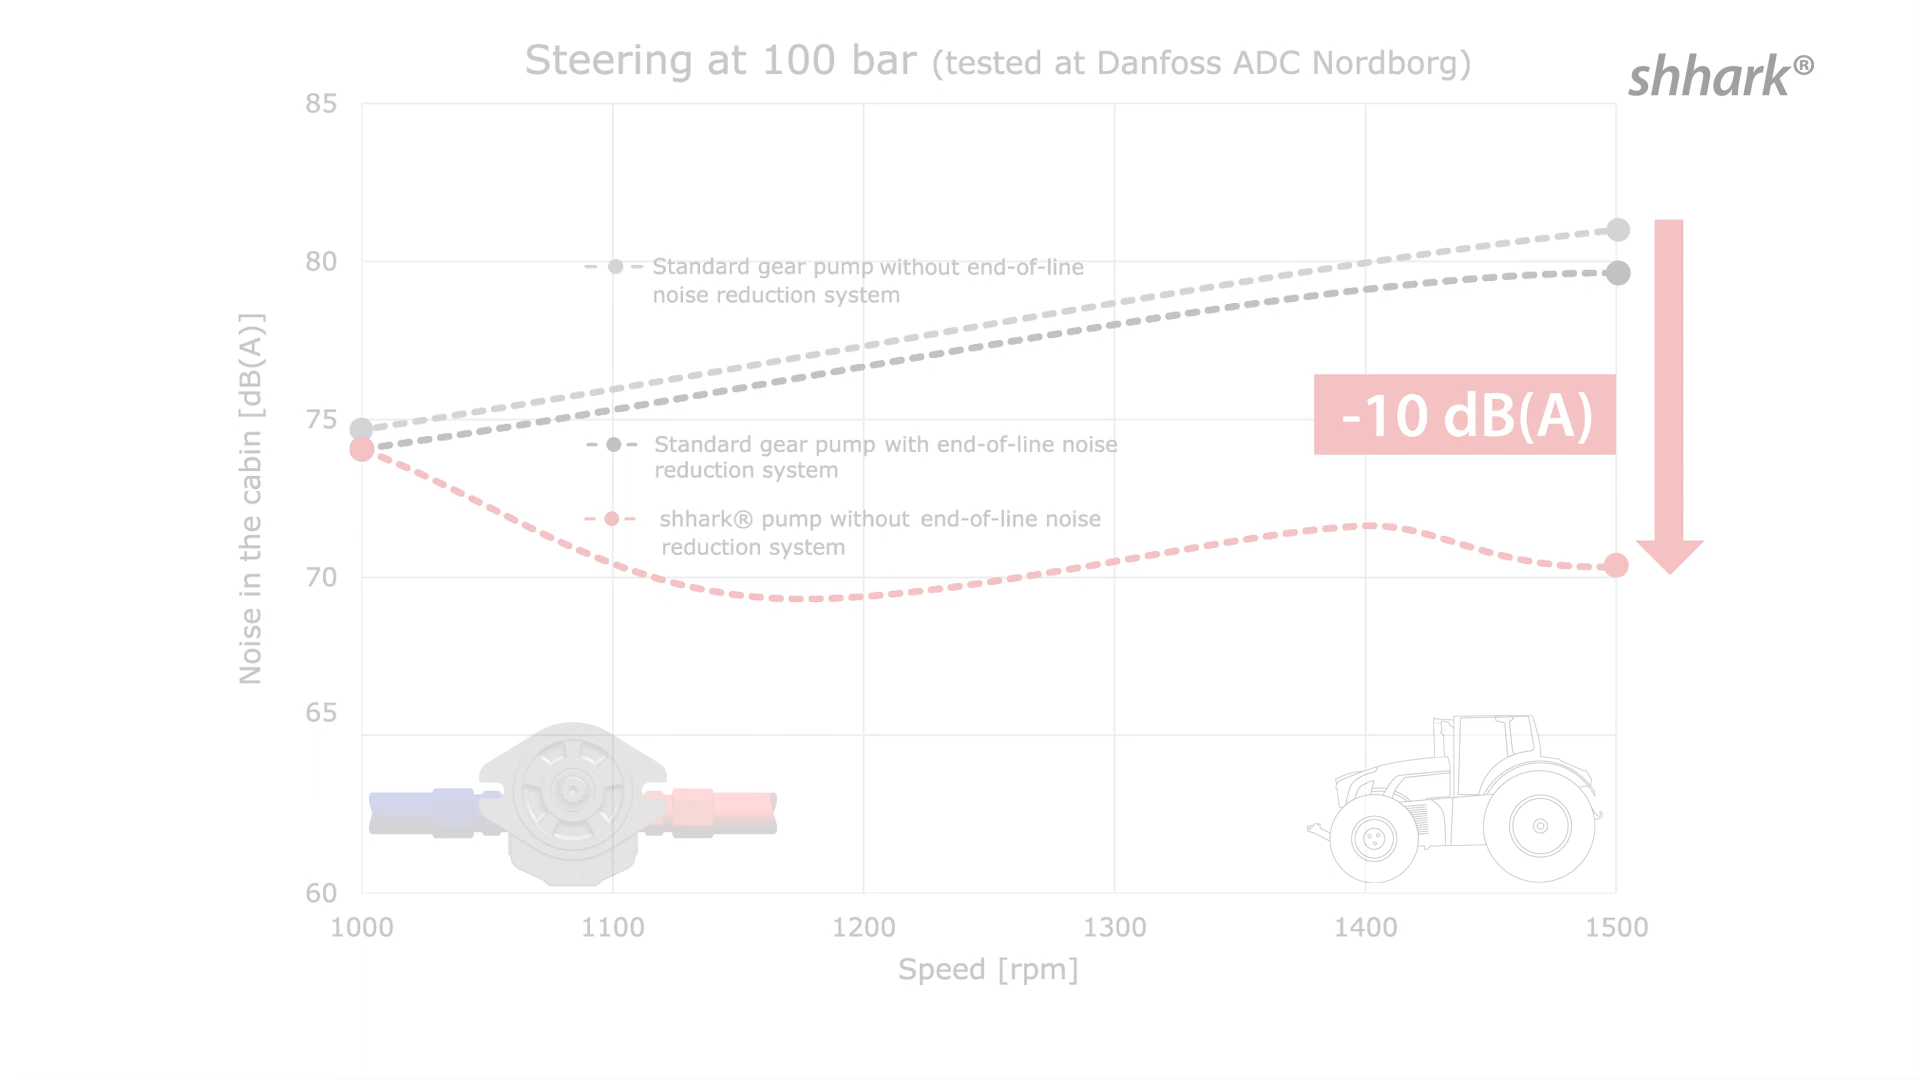 Steering at 100 bar (tested at Danfoss ADC Nordborg)
shhark®
85
80
75
70
65
60
Noise in the cabin [dB(A)]
Standard gear pump without end-of-line
noise reduction system
-10 dB(A)
Standard gear pump with end-of-line noise
reduction system
shhark® pump without end-of-line noise
reduction system
1000
1100
1200
1300
1400
1500
Speed [rpm]